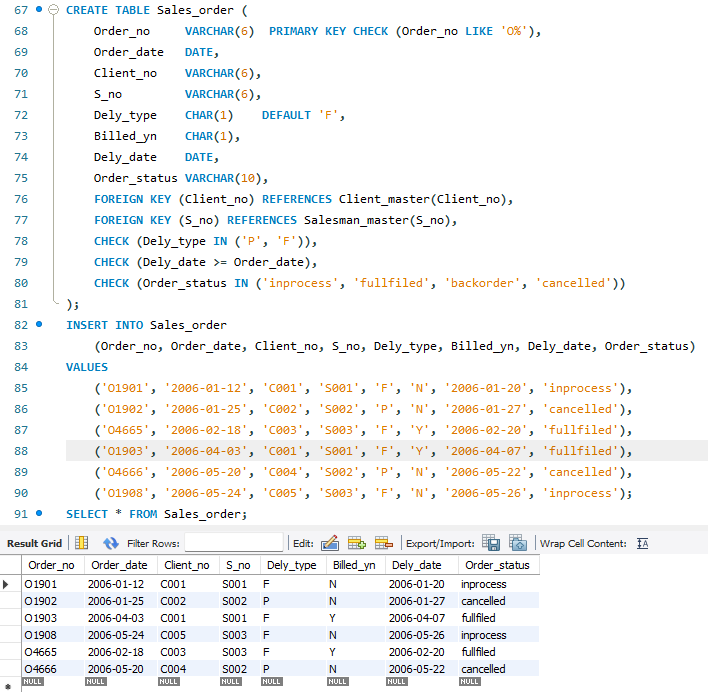 67 CREATE TABLE Sales_order (
68 Order_no VARCHAR(6) PRIMARY KEY CHECK (Order_no LIKE 'O%'),
69 Order_date DATE,
70 Client_no VARCHAR(6),
71 S_no VARCHAR(6),
72 Dely_type CHAR(1) DEFAULT 'F',
73 Billed_yn CHAR(1),
74 Dely_date DATE,
75 Order_status VARCHAR(10),
76 FOREIGN KEY (Client_no) REFERENCES Client_master(Client_no),
77 FOREIGN KEY (S_no) REFERENCES Salesman_master(S_no),
78 CHECK (Dely_type IN ('P', 'F')),
79 CHECK (Dely_date >= Order_date),
80 CHECK (Order_status IN ('inprocess', 'fullfiled', 'backorder', 'cancelled'))
81 );
82 INSERT INTO Sales_order
83 (Order_no, Order_date, Client_no, S_no, Dely_type, Billed_yn, Dely_date, Order_status)
84 VALUES
85 ('O1901', '2006-01-12', 'C001', 'S001', 'F', 'N', '2006-01-20', 'inprocess'),
86 ('O1902', '2006-01-25', 'C002', 'S002', 'P', 'N', '2006-01-27', 'cancelled'),
87 ('O4665', '2006-02-18', 'C003', 'S003', 'F', 'Y', '2006-02-20', 'fullfiled'),
88 ('O1903', '2006-04-03', 'C001', 'S001', 'F', 'Y', '2006-04-07', 'fullfiled'),
89 ('O4666', '2006-05-20', 'C004', 'S002', 'P', 'N', '2006-05-22', 'cancelled'),
90 ('O1908', '2006-05-24', 'C005', 'S003', 'F', 'N', '2006-05-26', 'inprocess');
91 SELECT * FROM Sales_order;
Result Grid Filter Rows: Edit: Export/Import: Wrap Cell Content:
Order_no Order_date Client_no S_no Dely_type Billed_yn Dely_date Order_status
O1901 2006-01-12 C001 S001 F N 2006-01-20 inprocess
O1902 2006-01-25 C002 S002 P N 2006-01-27 cancelled
O1903 2006-04-03 C001 S001 F Y 2006-04-07 fullfiled
O1908 2006-05-24 C005 S003 F N 2006-05-26 inprocess
O4665 2006-02-18 C003 S003 F Y 2006-02-20 fullfiled
O4666 2006-05-20 C004 S002 P N 2006-05-22 cancelled
NULL NULL NULL NULL NULL NULL NULL NULL